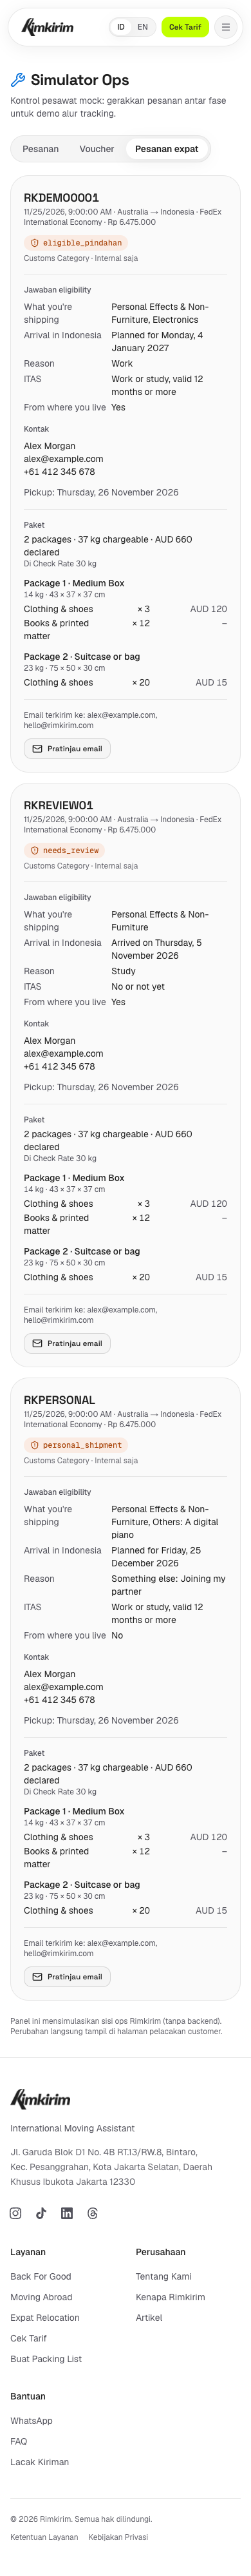 Rimkirim
ID EN Cek Tarif
Simulator Ops
Kontrol pesawat mock: gerakkan pesanan antar fase
untuk demo alur tracking.
Pesanan Voucher Pesanan expat
RKDEMO0001
11/25/2026, 9:00:00 AM · Australia → Indonesia · FedEx
International Economy · Rp 6.475.000
eligible_pindahan
Customs Category · Internal saja
Jawaban eligibility
What you're shipping Personal Effects & Non-
Furniture, Electronics
Arrival in Indonesia Planned for Monday, 4
January 2027
Reason Work
ITAS Work or study, valid 12
months or more
From where you live Yes
Kontak
Alex Morgan
alex@example.com
+61 412 345 678
Pickup: Thursday, 26 November 2026
Paket
2 packages · 37 kg chargeable · AUD 660
declared
Di Check Rate 30 kg
Package 1 · Medium Box
14 kg · 43 × 37 × 37 cm
Clothing & shoes × 3 AUD 120
Books & printed matter × 12 –
Package 2 · Suitcase or bag
23 kg · 75 × 50 × 30 cm
Clothing & shoes × 20 AUD 15
Email terkirim ke: alex@example.com,
hello@rimkirim.com
Pratinjau email
RKREVIEW01
11/25/2026, 9:00:00 AM · Australia → Indonesia · FedEx
International Economy · Rp 6.475.000
needs_review
Customs Category · Internal saja
Jawaban eligibility
What you're shipping Personal Effects & Non-
Furniture
Arrival in Indonesia Arrived on Thursday, 5
November 2026
Reason Study
ITAS No or not yet
From where you live Yes
Kontak
Alex Morgan
alex@example.com
+61 412 345 678
Pickup: Thursday, 26 November 2026
Paket
2 packages · 37 kg chargeable · AUD 660
declared
Di Check Rate 30 kg
Package 1 · Medium Box
14 kg · 43 × 37 × 37 cm
Clothing & shoes × 3 AUD 120
Books & printed matter × 12 –
Package 2 · Suitcase or bag
23 kg · 75 × 50 × 30 cm
Clothing & shoes × 20 AUD 15
Email terkirim ke: alex@example.com,
hello@rimkirim.com
Pratinjau email
RKPERSONAL
11/25/2026, 9:00:00 AM · Australia → Indonesia · FedEx
International Economy · Rp 6.475.000
personal_shipment
Customs Category · Internal saja
Jawaban eligibility
What you're shipping Personal Effects & Non-
Furniture, Others: A digital
piano
Arrival in Indonesia Planned for Friday, 25
December 2026
Reason Something else: Joining my
partner
ITAS Work or study, valid 12
months or more
From where you live No
Kontak
Alex Morgan
alex@example.com
+61 412 345 678
Pickup: Thursday, 26 November 2026
Paket
2 packages · 37 kg chargeable · AUD 660
declared
Di Check Rate 30 kg
Package 1 · Medium Box
14 kg · 43 × 37 × 37 cm
Clothing & shoes × 3 AUD 120
Books & printed matter × 12 –
Package 2 · Suitcase or bag
23 kg · 75 × 50 × 30 cm
Clothing & shoes × 20 AUD 15
Email terkirim ke: alex@example.com,
hello@rimkirim.com
Pratinjau email
Panel ini mensimulasikan sisi ops Rimkirim (tanpa backend).
Perubahan langsung tampil di halaman pelacakan customer.
Rimkirim
International Moving Assistant
Jl. Garuda Blok D1 No. 4B RT.13/RW.8, Bintaro,
Kec. Pesanggrahan, Kota Jakarta Selatan, Daerah
Khusus Ibukota Jakarta 12330
Layanan
Back For Good
Moving Abroad
Expat Relocation
Cek Tarif
Buat Packing List
Perusahaan
Tentang Kami
Kenapa Rimkirim
Artikel
Bantuan
WhatsApp
FAQ
Lacak Kiriman
© 2026 Rimkirim. Semua hak dilindungi.
Ketentuan Layanan Kebijakan Privasi